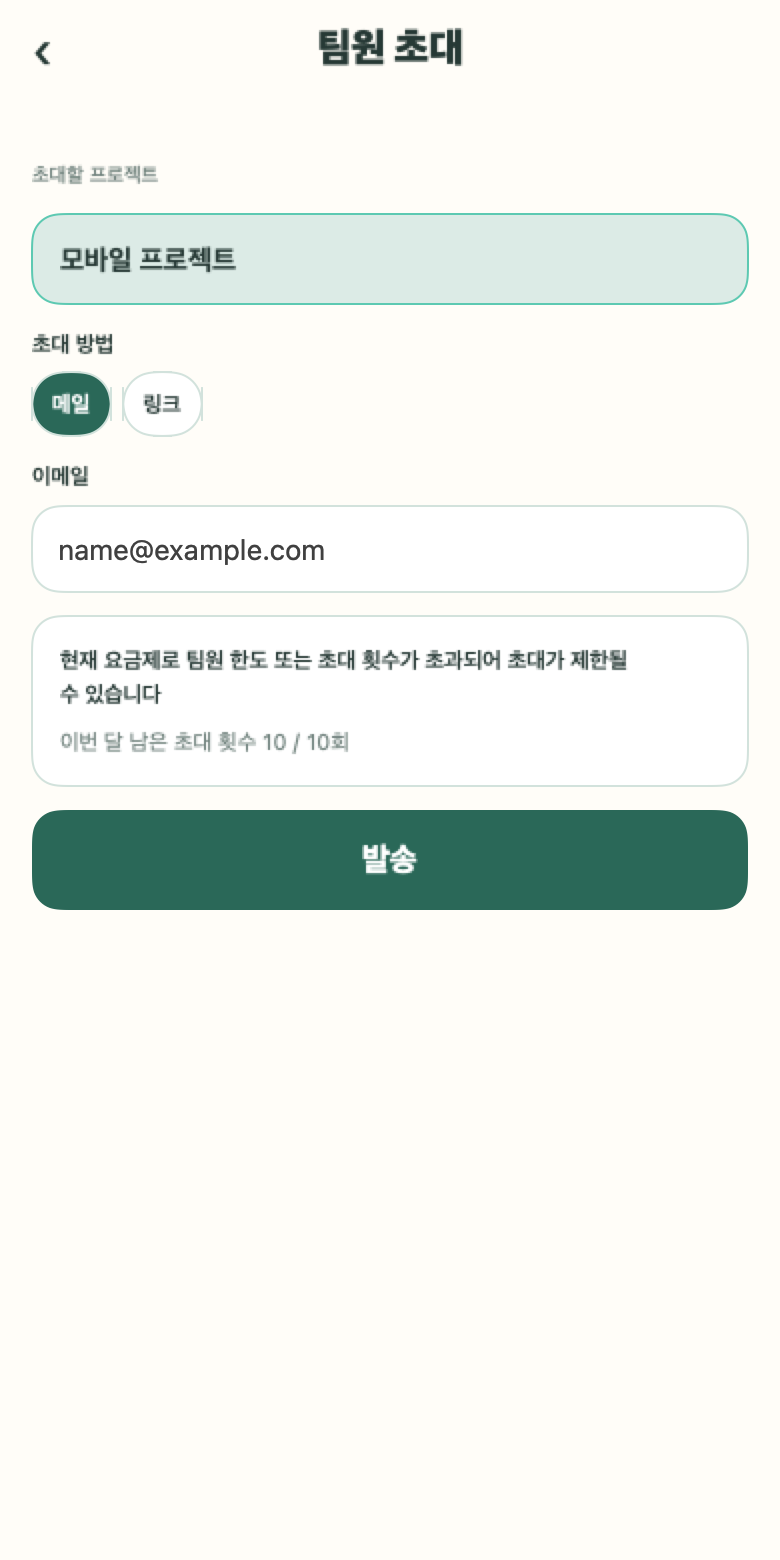 팀원 초대
초대할 프로젝트
모바일 프로젝트
초대 방법
메일
링크
이메일
name@example.com
현재 요금제로 팀원 한도 또는 초대 횟수가 초과되어 초대가 제한될
수 있습니다
이번 달 남은 초대 횟수 10 / 10회
발송